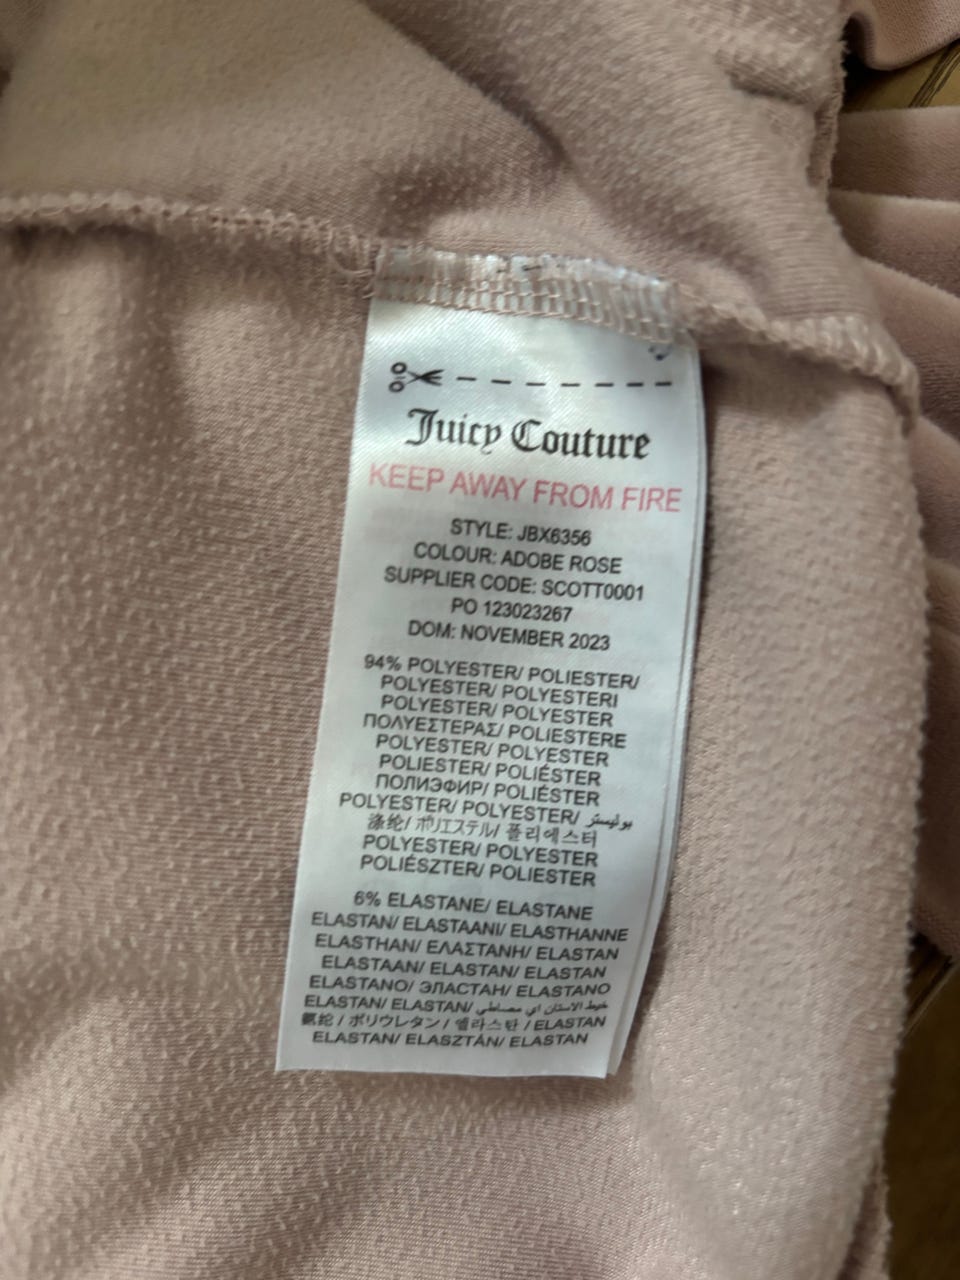 Juicy Couture
KEEP AWAY FROM FIRE
STYLE: JBX6356
COLOUR: ADOBE ROSE
SUPPLIER CODE: SCOTT0001
PO 123023267
DOM: NOVEMBER 2023
94% POLYESTER/ POLIESTER/
POLYESTER/ POLYESTERI
POLYESTER/ POLYESTER
ΠΟΛΥΕΣΤΕΡΑΣ/ POLIESTERE
POLYESTER/ POLYESTER
POLIESTER/ POLIÉSTER
ПОЛИЭФИР/ POLIÉSTER
POLYESTER/ POLYESTER/ بوليستر
涤纶/ ポリエステル/ 폴리에스터
POLYESTER/ POLYESTER
POLIÉSZTER/ POLIESTER
6% ELASTANE/ ELASTANE
ELASTAN/ ELASTAANI/ ELASTHANNE
ELASTHAN/ ΕΛΑΣΤΑΝΗ/ ELASTAN
ELASTAAN/ ELASTAN/ ELASTAN
ELASTANO/ ЭЛАСТАН/ ELASTANO
ELASTAN/ ELASTAN/ خيط الاستان اي مصاطي
氨纶 / ポリウレタン / 엘라스탄 / ELASTAN
ELASTAN/ ELASZTÁN/ ELASTAN